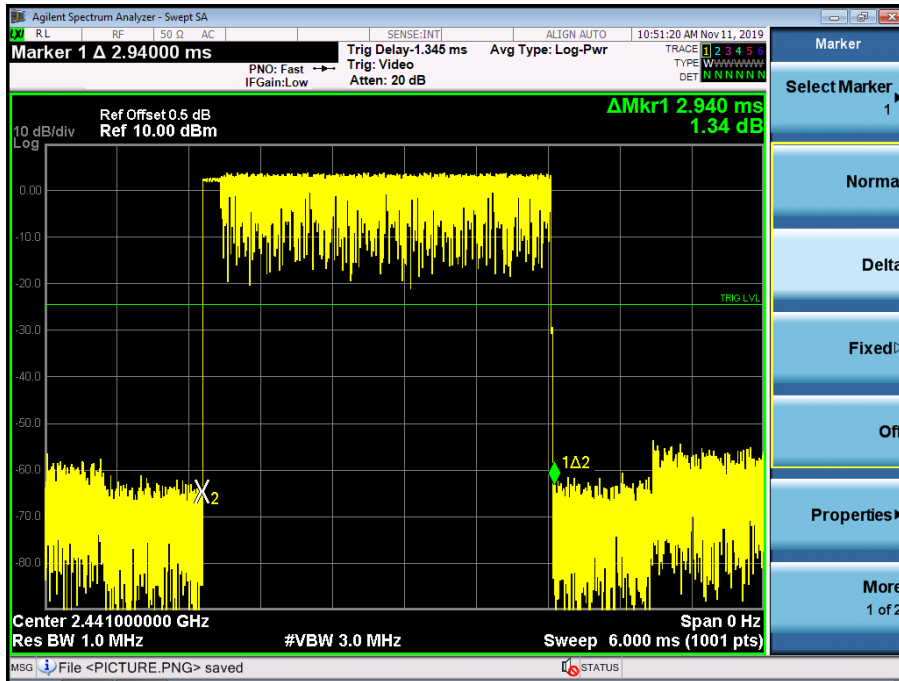 Agilent Spectrum Analyzer - Swept SA
LXI RL RF 50 Ω AC SENSE:INT ALIGN AUTO 10:51:20 AM Nov 11, 2019
Marker 1 Δ 2.94000 ms
PNO: Fast
IFGain:Low
Trig Delay-1.345 ms
Trig: Video
Atten: 20 dB
Avg Type: Log-Pwr
TRACE 1 2 3 4 5 6
TYPE WWWWWW
DET N N N N N N
ΔMkr1 2.940 ms
1.34 dB
Ref Offset 0.5 dB
10 dB/div Ref 10.00 dBm
Log
0.00
-10.0
-20.0
TRIG LVL
-30.0
-40.0
-50.0
-60.0
1Δ2
X2
-70.0
-80.0
Center 2.441000000 GHz Span 0 Hz
Res BW 1.0 MHz #VBW 3.0 MHz Sweep 6.000 ms (1001 pts)
MSG File <PICTURE.PNG> saved STATUS
Marker
Select Marker
1
Norma
Delta
Fixed
Off
Properties
More
1 of 2